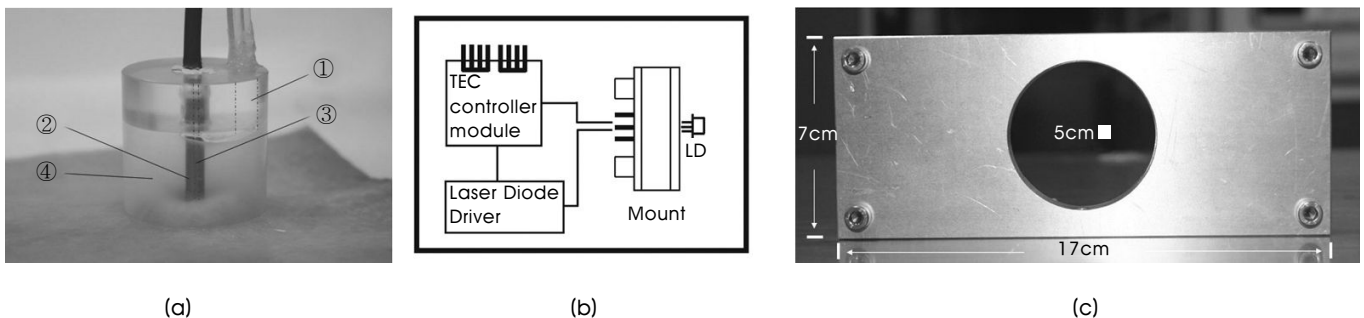 ①
②
③
④
TEC
controller
module
Laser Diode
Driver
LD
Mount
7cm
5cm
17cm
(a)
(b)
(c)